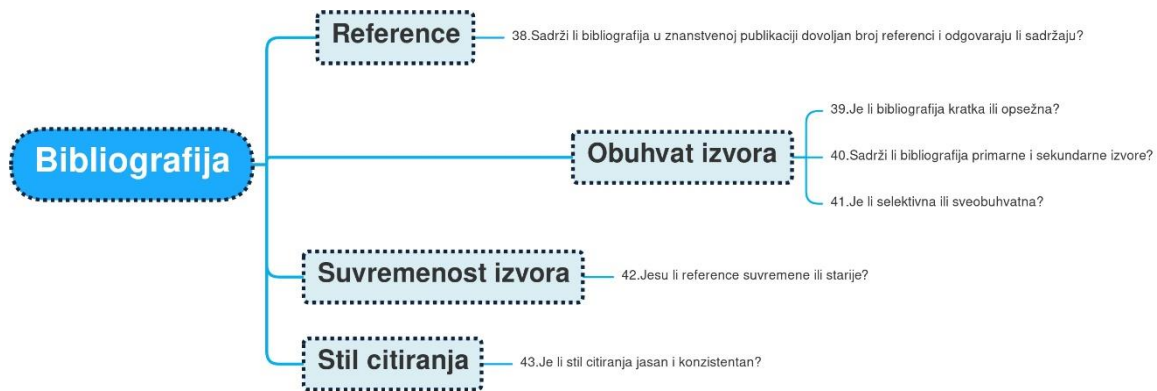 Bibliografija
Reference
38.Sadrži li bibliografija u znanstvenoj publikaciji dovoljan broj referenci i odgovaraju li sadržaju?
Obuhvat izvora
39.Je li bibliografija kratka ili opsežna?
40.Sadrži li bibliografija primarne i sekundarne izvore?
41.Je li selektivna ili sveobuhvatna?
Suvremenost izvora
42.Jesu li reference suvremene ili starije?
Stil citiranja
43.Je li stil citiranja jasan i konzistentan?